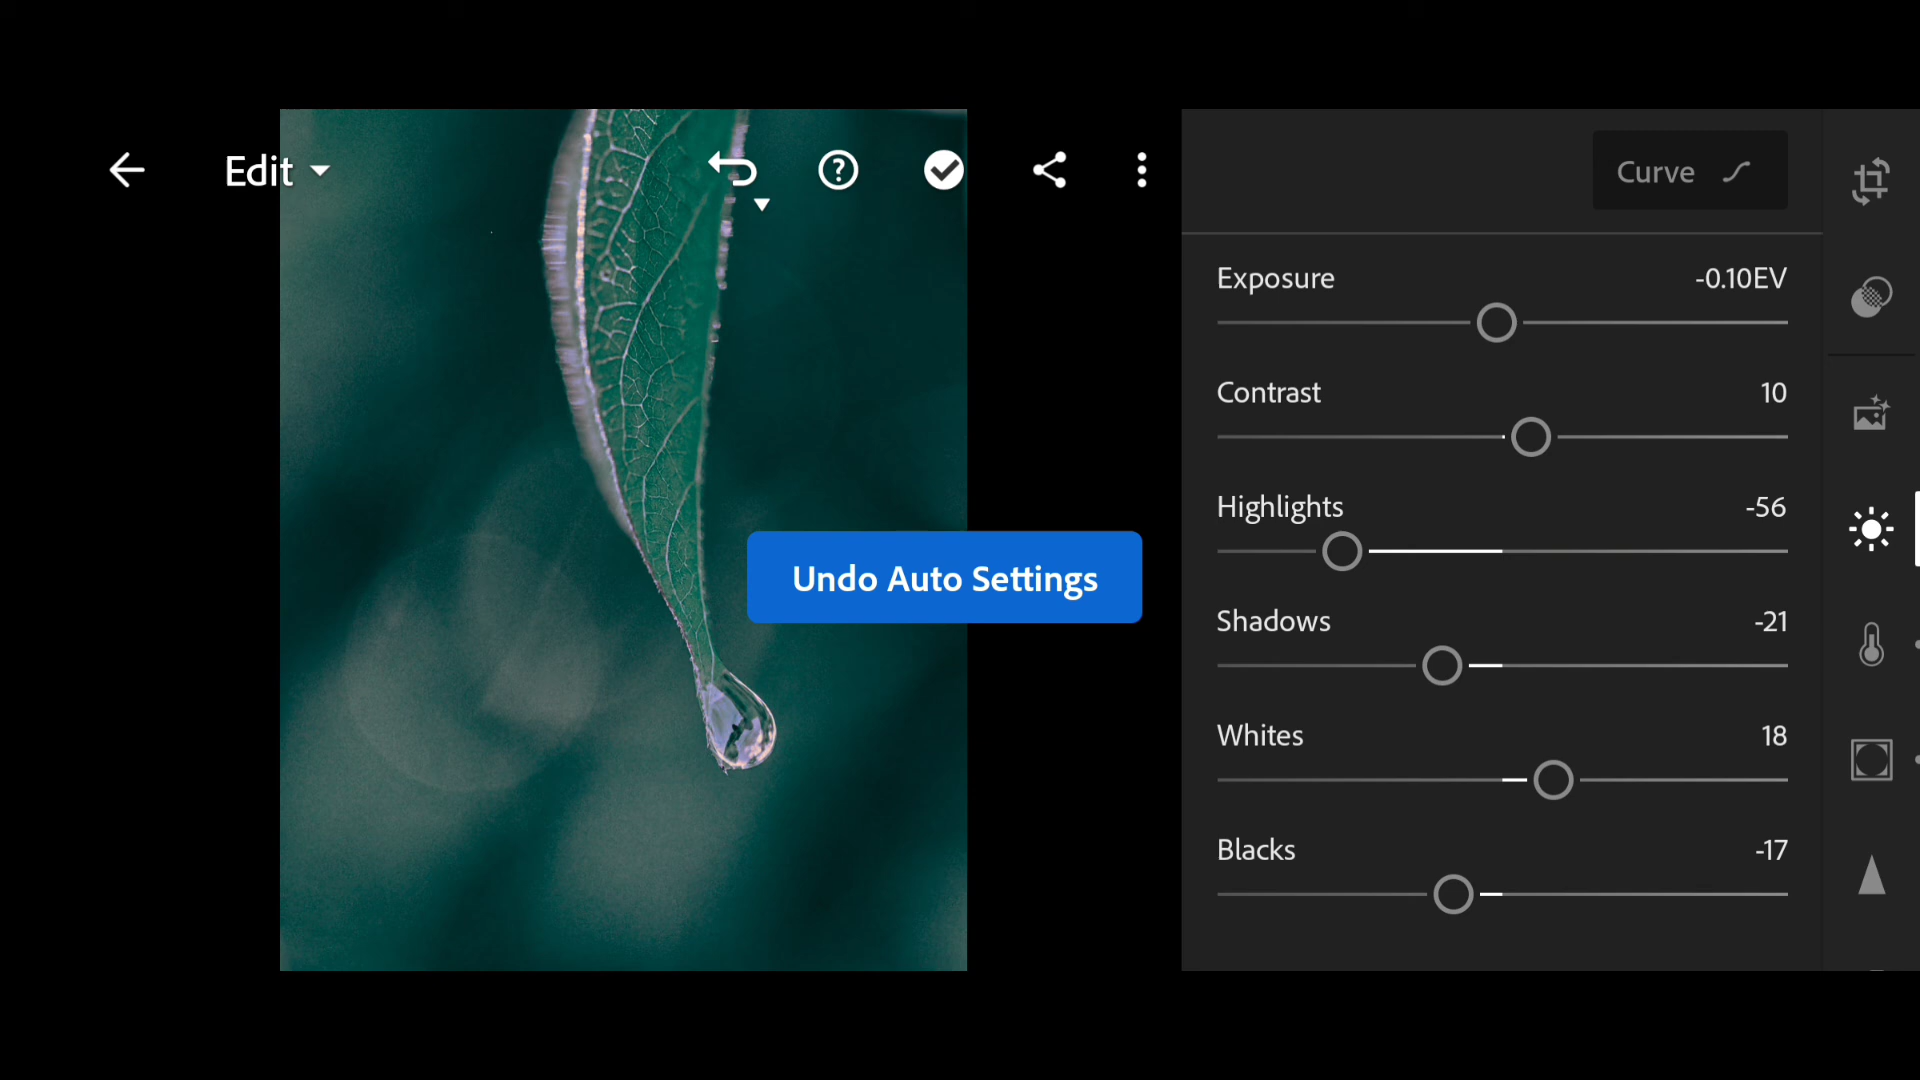 Edit
Curve
Exposure -0.10EV
Contrast 10
Highlights -56
Undo Auto Settings
Shadows -21
Whites 18
Blacks -17